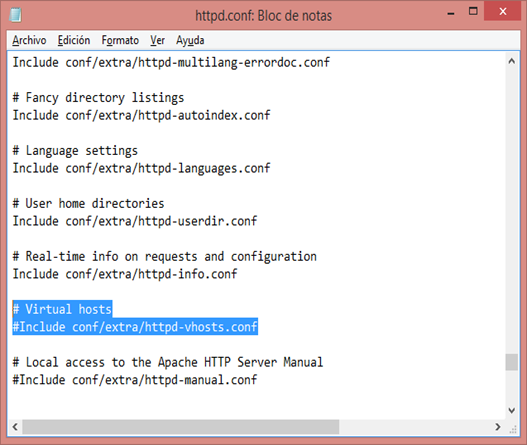 httpd.conf: Bloc de notas
Archivo Edición Formato Ver Ayuda
Include conf/extra/httpd-multilang-errordoc.conf
# Fancy directory listings
Include conf/extra/httpd-autoindex.conf
# Language settings
Include conf/extra/httpd-languages.conf
# User home directories
Include conf/extra/httpd-userdir.conf
# Real-time info on requests and configuration
Include conf/extra/httpd-info.conf
# Virtual hosts
#Include conf/extra/httpd-vhosts.conf
# Local access to the Apache HTTP Server Manual
#Include conf/extra/httpd-manual.conf